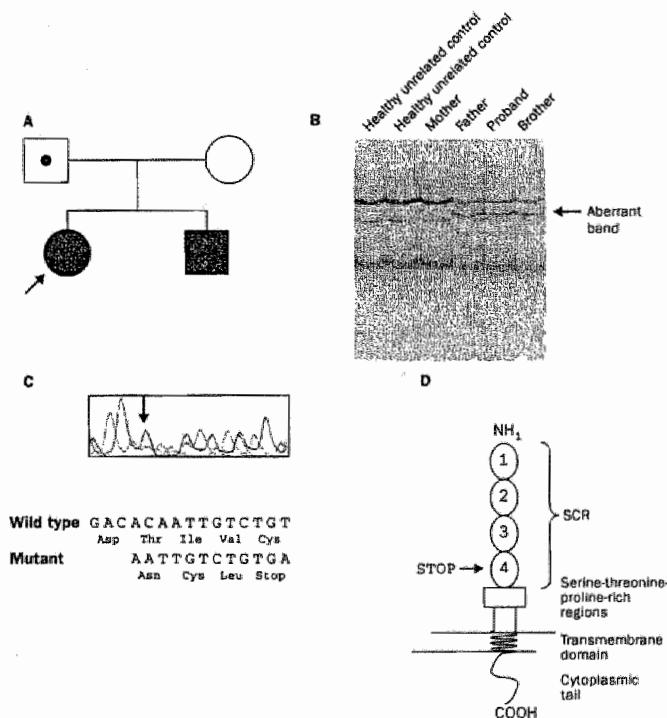 A
B
Healthy unrelated control
Healthy unrelated control
Mother
Father
Proband
Brother
Aberrant
band
C
Wild type GACACAATTGTCTGT
Asp Thr Ile Val Cys
Mutant AATTGTCTGTGA
Asn Cys Leu Stop
D
NH₁
1
2
3
4
STOP
SCR
Serine-threonine-
proline-rich
regions
Transmembrane
domain
Cytoplasmic
tail
COOH